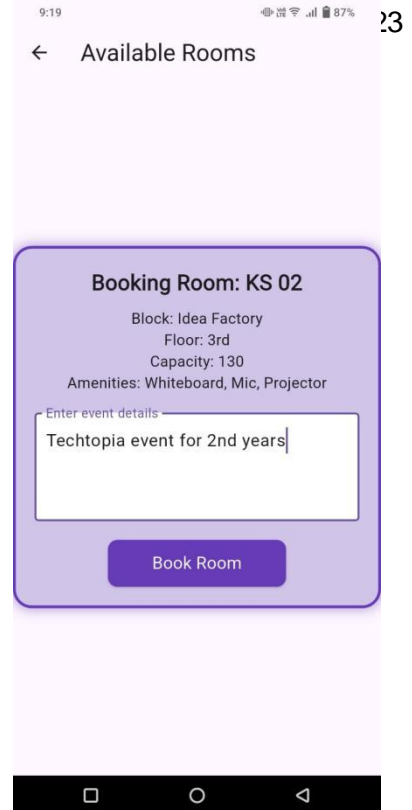 9:19
87%
23
Available Rooms
Booking Room: KS 02
Block: Idea Factory
Floor: 3rd
Capacity: 130
Amenities: Whiteboard, Mic, Projector
Enter event details
Techtopia event for 2nd years
Book Room